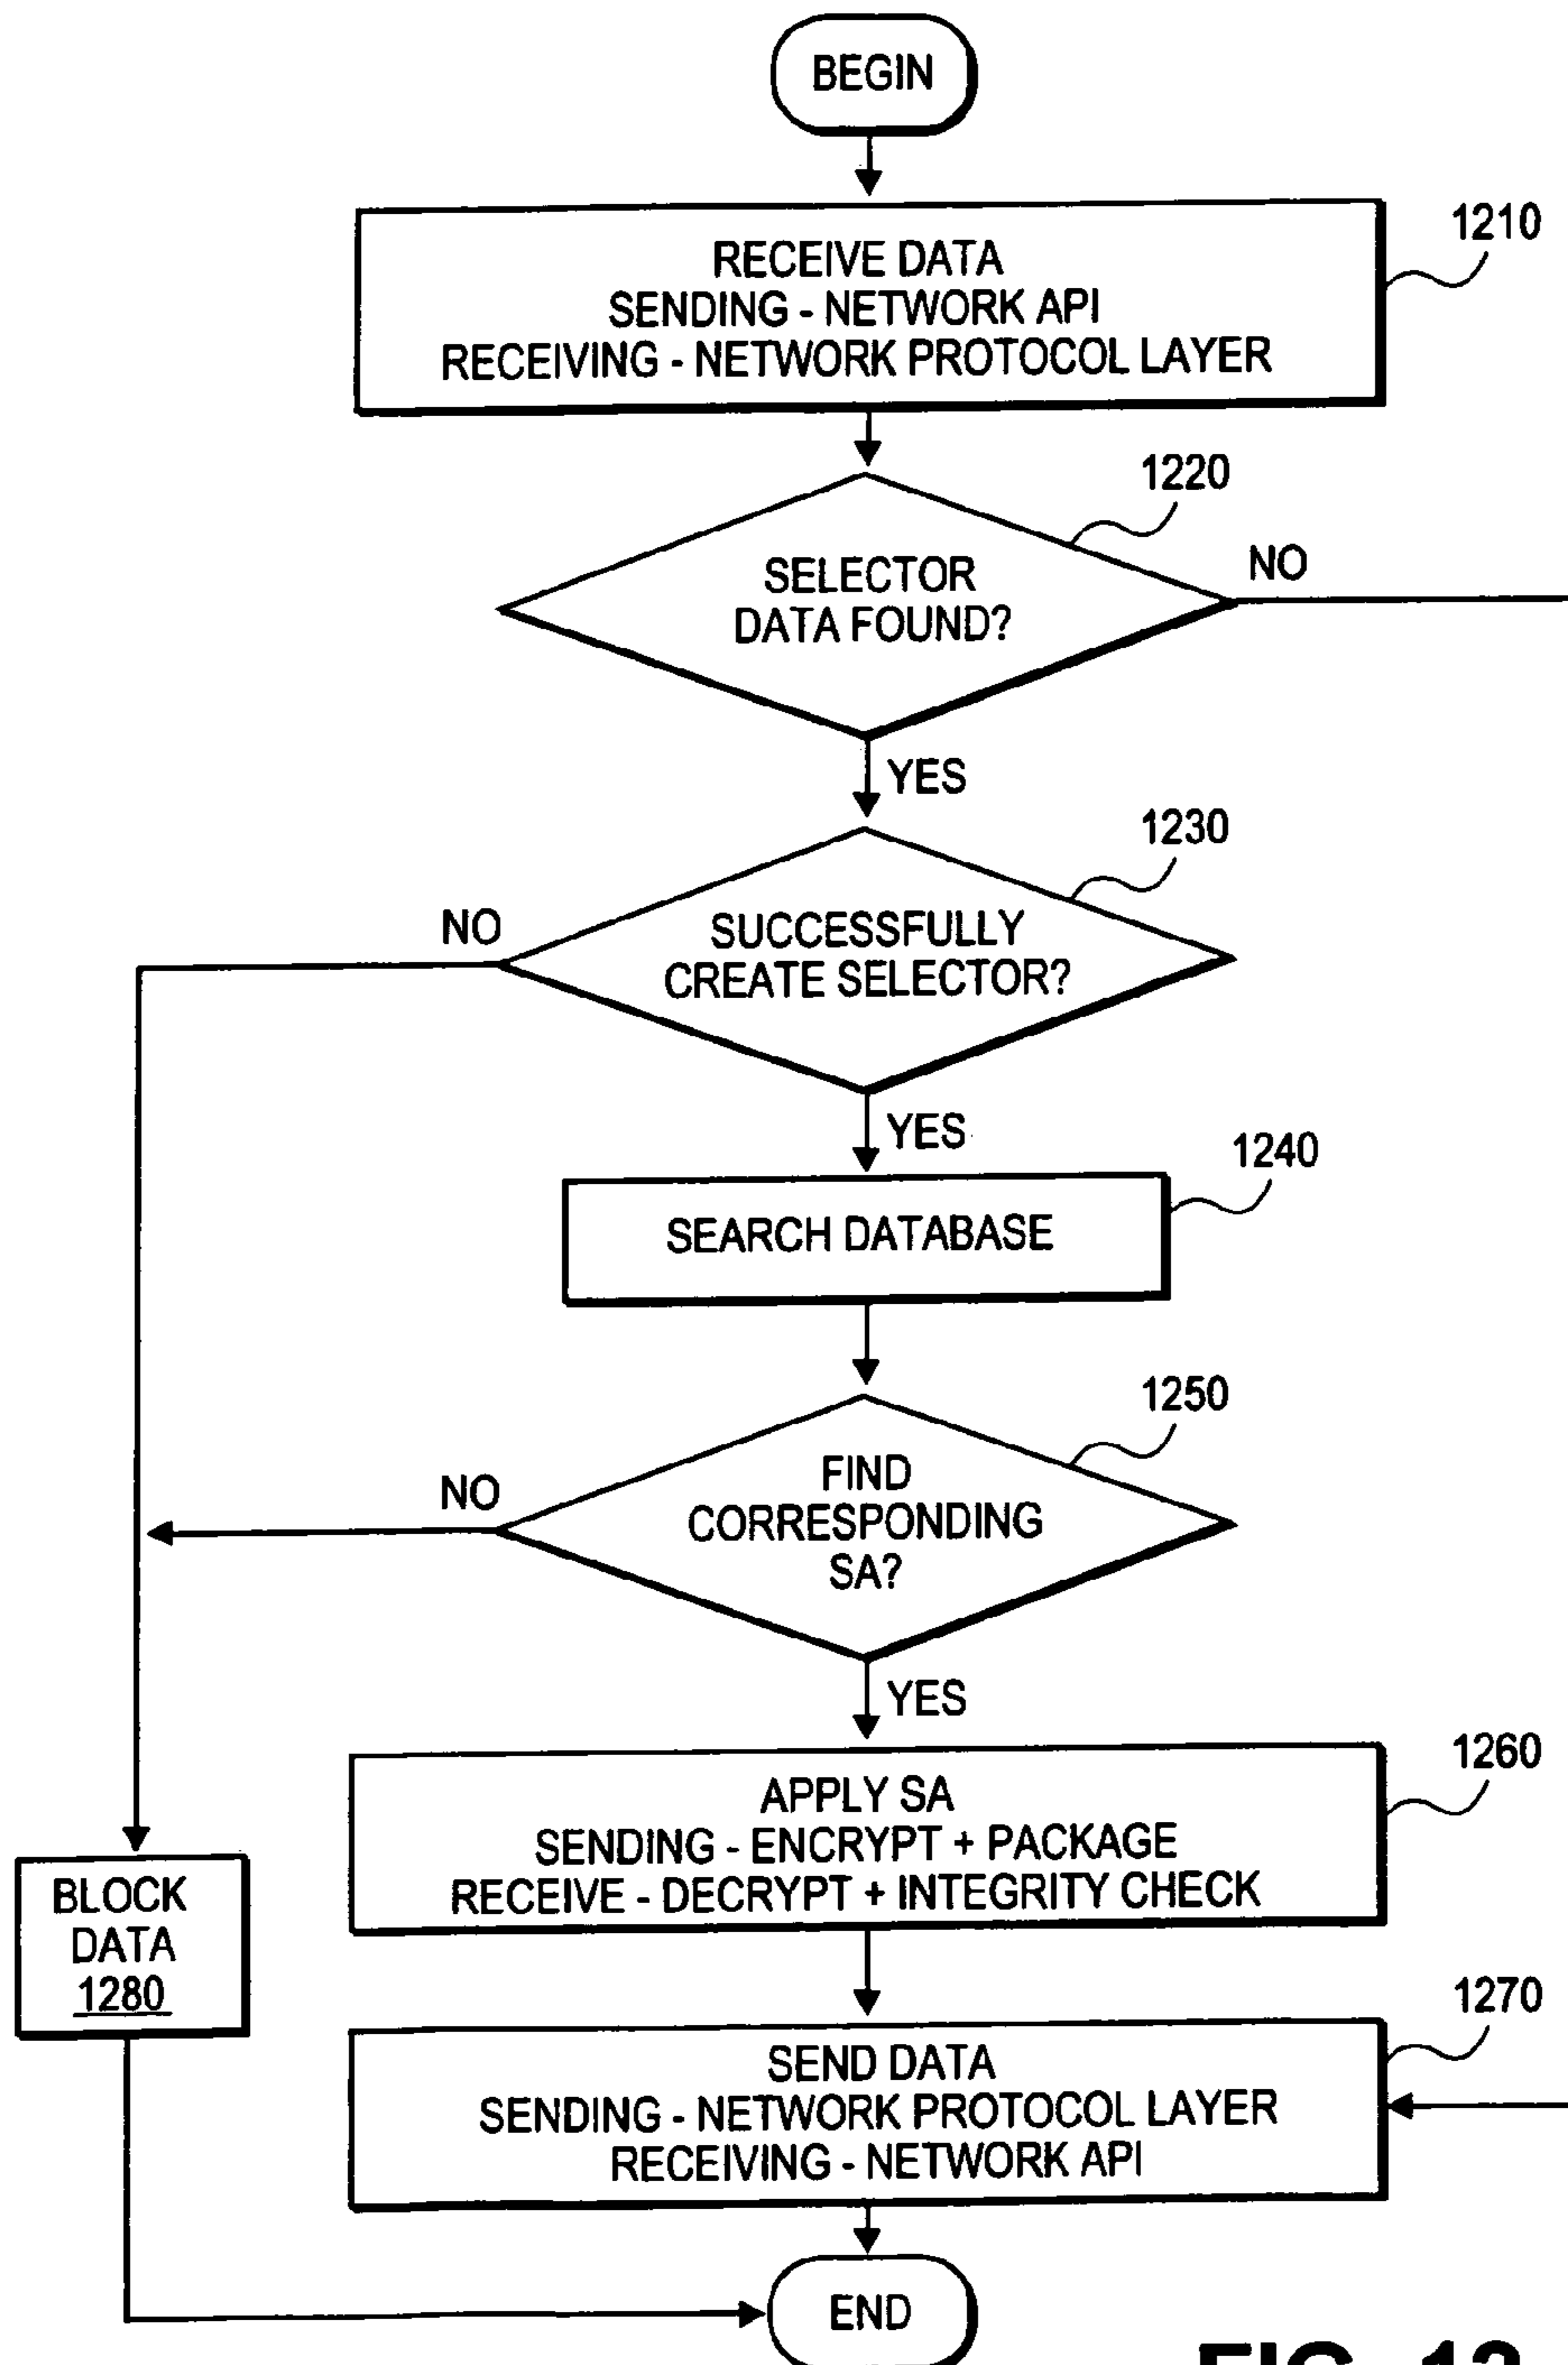 BEGIN
1210
RECEIVE DATA
SENDING - NETWORK API
RECEIVING - NETWORK PROTOCOL LAYER
1220
SELECTOR
DATA FOUND?
NO
YES
1230
NO
SUCCESSFULLY
CREATE SELECTOR?
YES
1240
SEARCH DATABASE
1250
NO
FIND
CORRESPONDING
SA?
YES
1260
APPLY SA
SENDING - ENCRYPT + PACKAGE
RECEIVE - DECRYPT + INTEGRITY CHECK
BLOCK
DATA
1280
1270
SEND DATA
SENDING - NETWORK PROTOCOL LAYER
RECEIVING - NETWORK API
END
FIG.